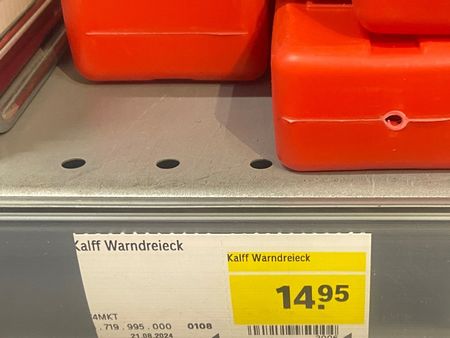 Kalff Warndreieck
Kalff Warndreieck
14.95
4MKT
.719.995.000 0108
21.08.2024